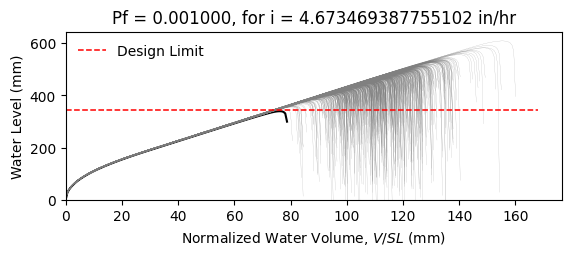 Pf = 0.001000, for i = 4.673469387755102 in/hr
Water Level (mm)
600
400
200
0
Design Limit
0 20 40 60 80 100 120 140 160
Normalized Water Volume, V/SL (mm)